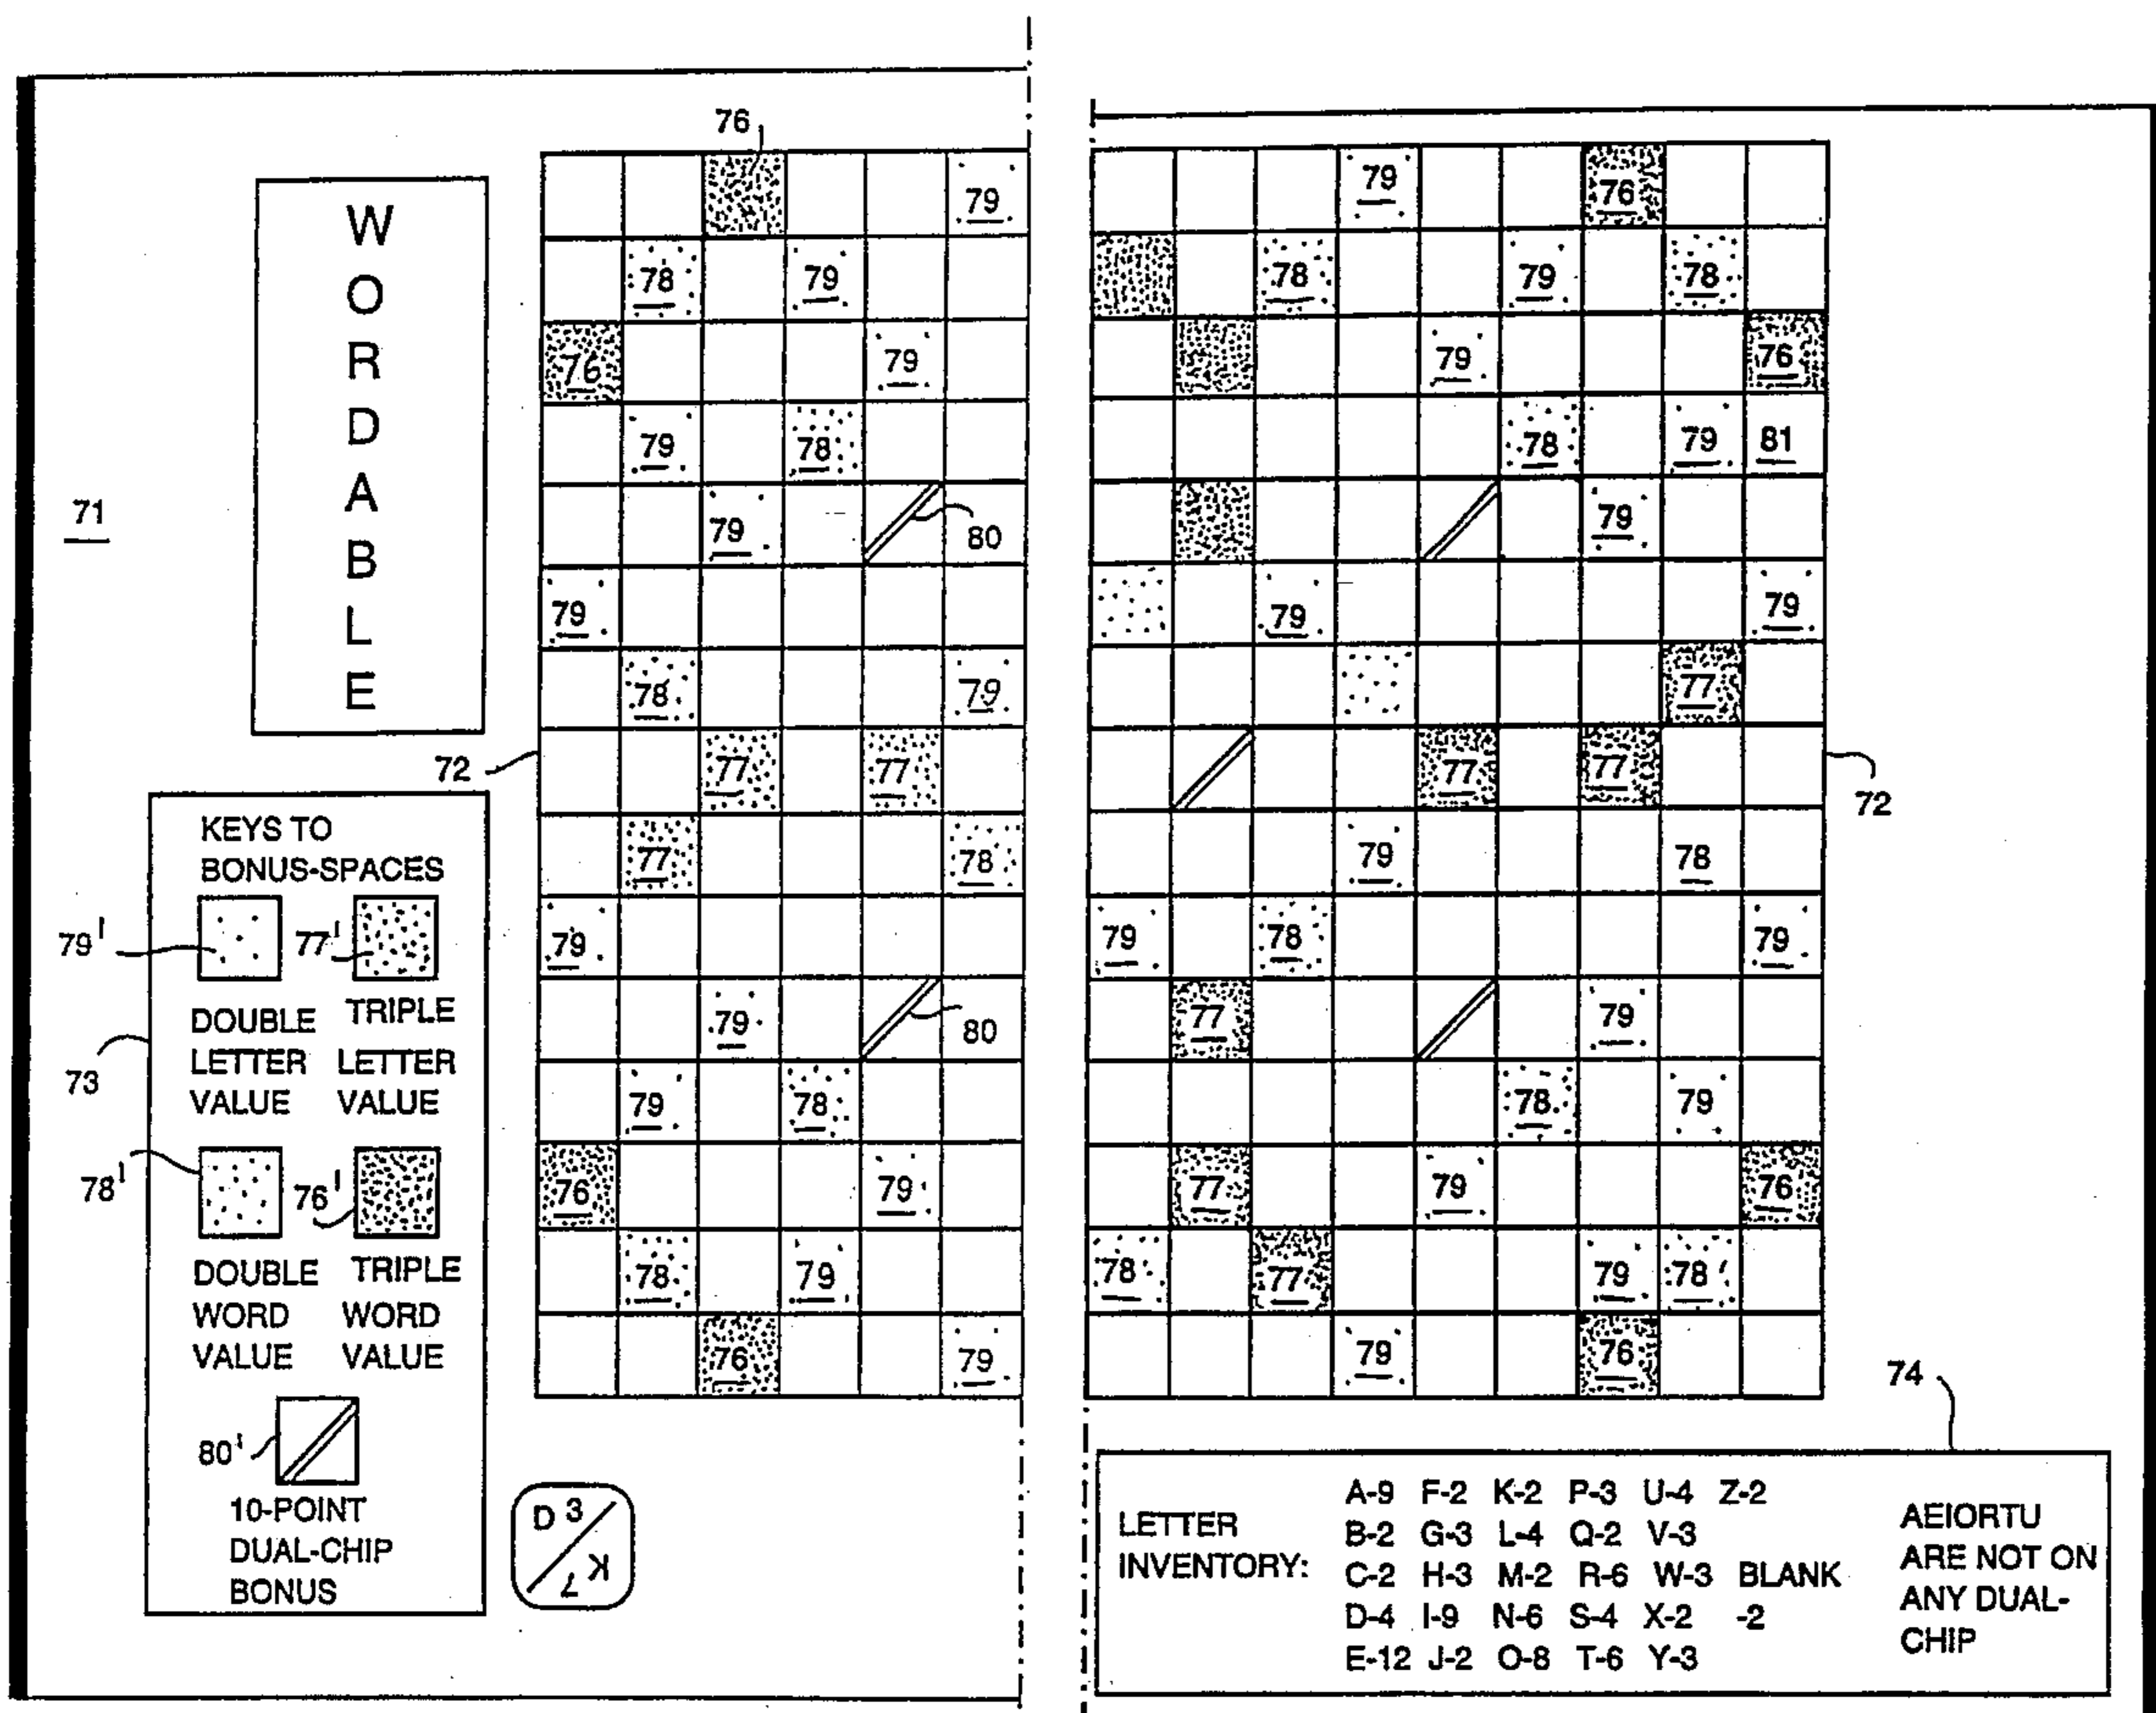 76
W
O
R
D
A
B
L
E
71
72
79 79 76
78 79 78 79 78
76 79 79 76
79 78 78 79 81
79 80 79
79 79 79
78 79 77
77 77 77 77
72
77 78 79 78
79 79 78 79
79 80 77 79
79 78 78 79
76 79 77 79 76
78 79 78 77 79 78
76 79 79 76
KEYS TO
BONUS-SPACES
79' 77'
DOUBLE TRIPLE
LETTER LETTER
VALUE VALUE
73
78' 76'
DOUBLE TRIPLE
WORD WORD
VALUE VALUE
80'
10-POINT
DUAL-CHIP
BONUS
D 3
K 7
74
LETTER
INVENTORY:
A-9 F-2 K-2 P-3 U-4 Z-2
B-2 G-3 L-4 Q-2 V-3
C-2 H-3 M-2 R-6 W-3 BLANK
D-4 I-9 N-6 S-4 X-2 -2
E-12 J-2 O-8 T-6 Y-3
AEIORTU
ARE NOT ON
ANY DUAL-
CHIP